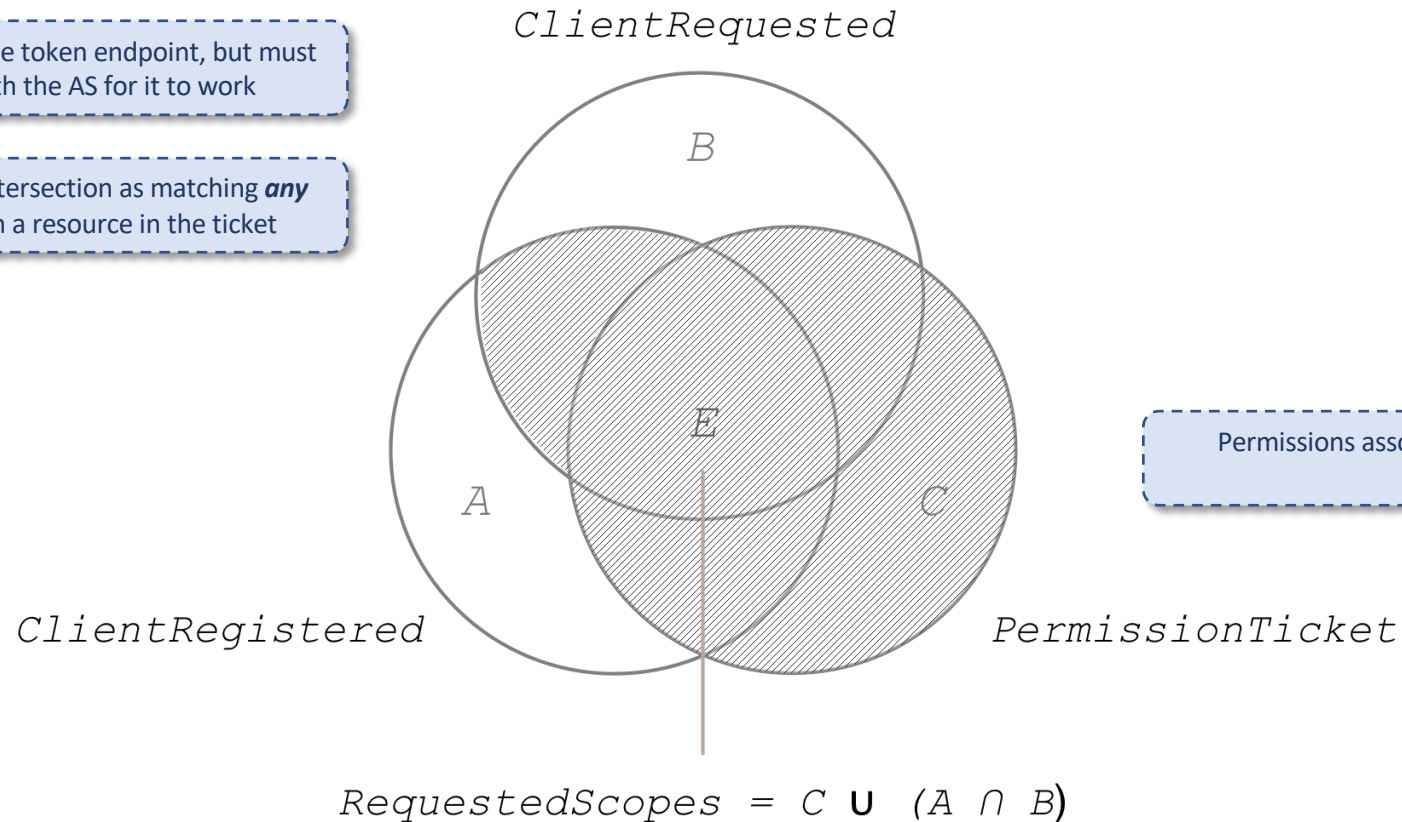 ClientRequested
e token endpoint, but must
th the AS for it to work
B
tersection as matching any
n a resource in the ticket
E
Permissions asso
A
C
ClientRegistered
PermissionTicket
RequestedScopes = C ∪ (A ∩ B)